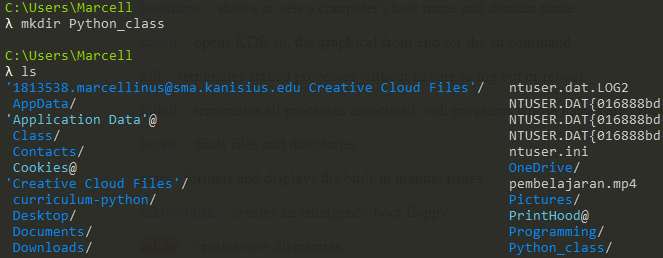 C:\Users\Marcell
λ mkdir Python_class
C:\Users\Marcell
λ ls
'1813538.marcellinus@sma.kanisius.edu Creative Cloud Files'/ ntuser.dat.LOG2
AppData/ NTUSER.DAT{016888bd
'Application Data'@ NTUSER.DAT{016888bd
Class/ NTUSER.DAT{016888bd
Contacts/ ntuser.ini
Cookies@ OneDrive/
'Creative Cloud Files'/ pembelajaran.mp4
curriculum-python/ Pictures/
Desktop/ PrintHood@
Documents/ Programming/
Downloads/ Python_class/